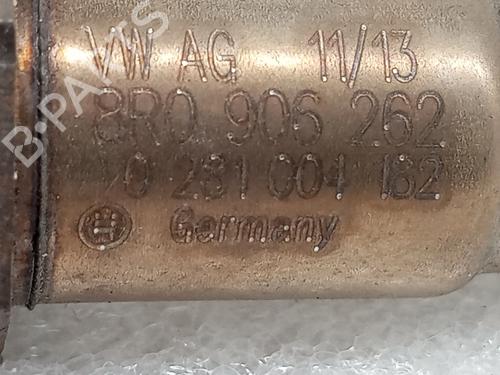 VW AG 11/13
8R0 906 262
0 281 004 182
Germany
B-PARTS